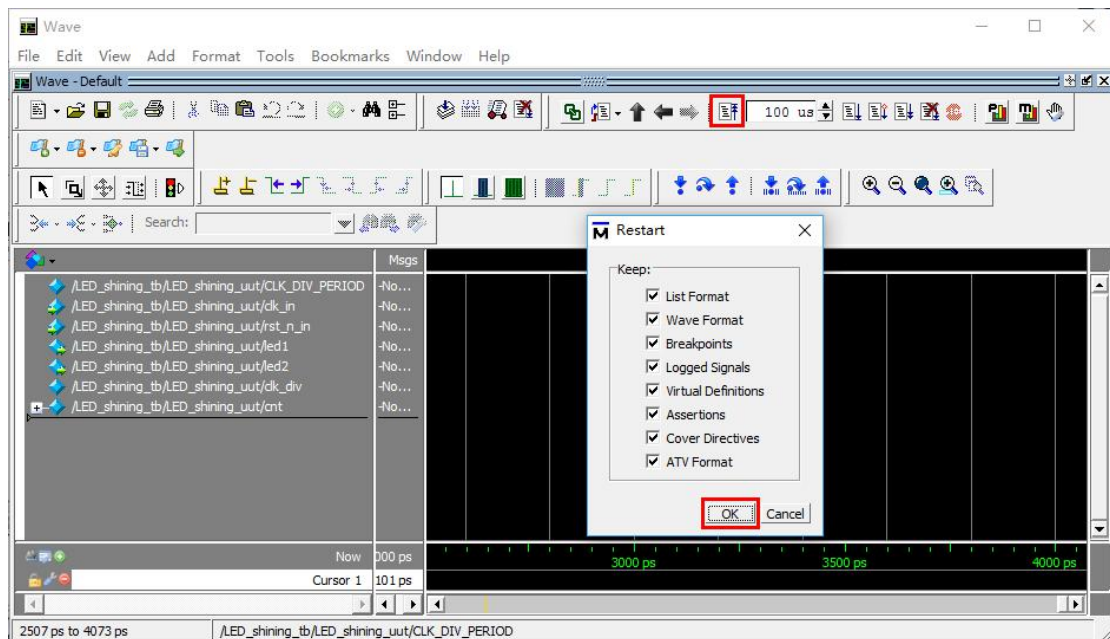 Wave
File Edit View Add Format Tools Bookmarks Window Help
Wave - Default
100 us
Search:
Msgs
/LED_shining_tb/LED_shining_uut/CLK_DIV_PERIOD -No...
/LED_shining_tb/LED_shining_uut/clk_in -No...
/LED_shining_tb/LED_shining_uut/rst_n_in -No...
/LED_shining_tb/LED_shining_uut/led1 -No...
/LED_shining_tb/LED_shining_uut/led2 -No...
/LED_shining_tb/LED_shining_uut/clk_div -No...
/LED_shining_tb/LED_shining_uut/cnt -No...
Restart
Keep:
List Format
Wave Format
Breakpoints
Logged Signals
Virtual Definitions
Assertions
Cover Directives
ATV Format
OK Cancel
Now 000 ps
3000 ps 3500 ps 4000 ps
Cursor 1 101 ps
2507 ps to 4073 ps /LED_shining_tb/LED_shining_uut/CLK_DIV_PERIOD